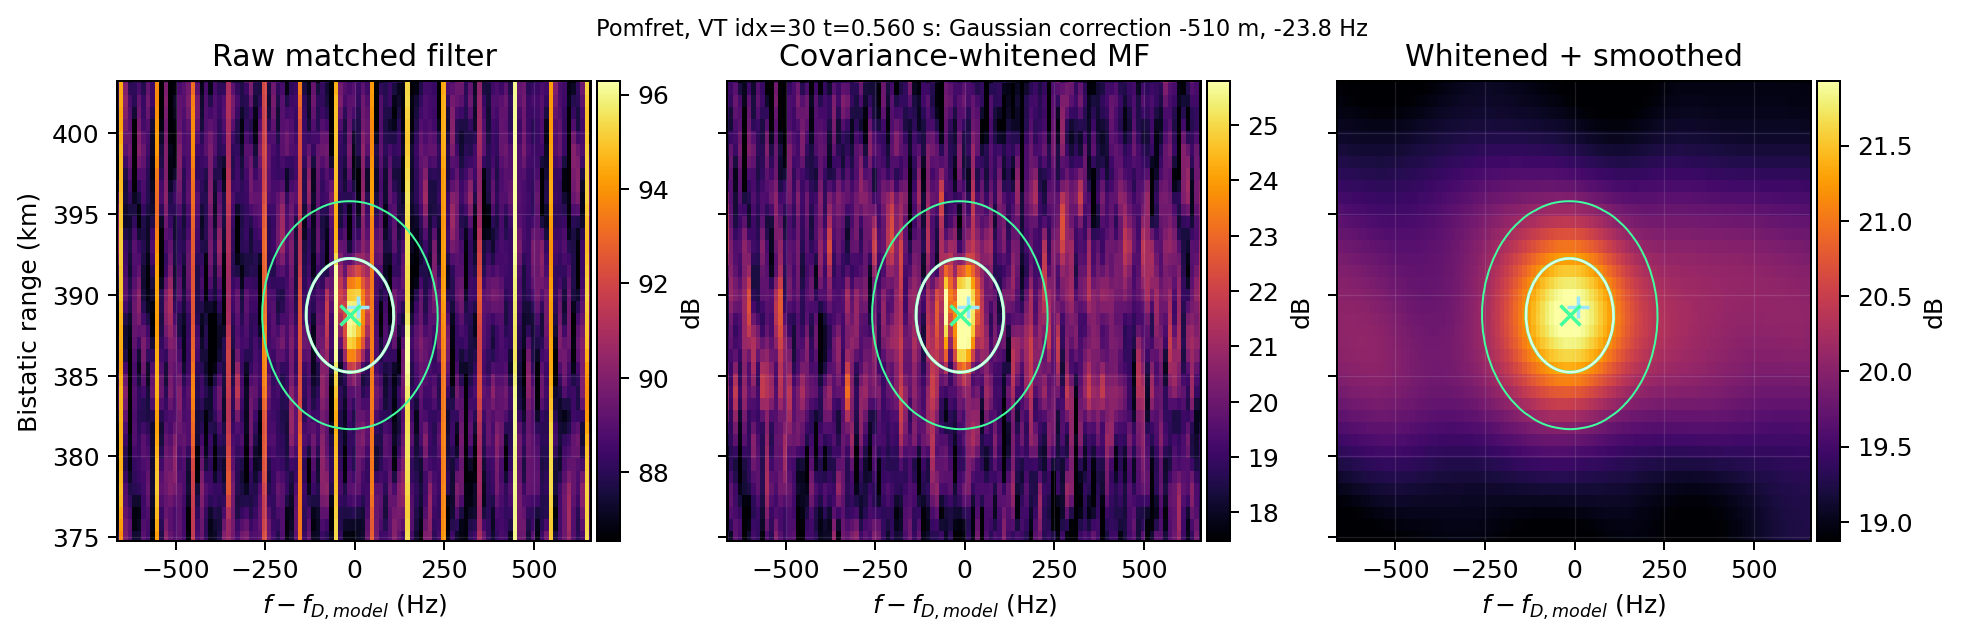 Pomfret, VT idx=30 t=0.560 s: Gaussian correction -510 m, -23.8 Hz
Raw matched filter
Covariance-whitened MF
Whitened + smoothed
Bistatic range (km)
400
395
390
385
380
375
−500 −250 0 250 500
f − f_{D, model} (Hz)
96
94
92
90
88
dB
−500 −250 0 250 500
f − f_{D, model} (Hz)
25
24
23
22
21
20
19
18
dB
−500 −250 0 250 500
f − f_{D, model} (Hz)
21.5
21.0
20.5
20.0
19.5
19.0
dB